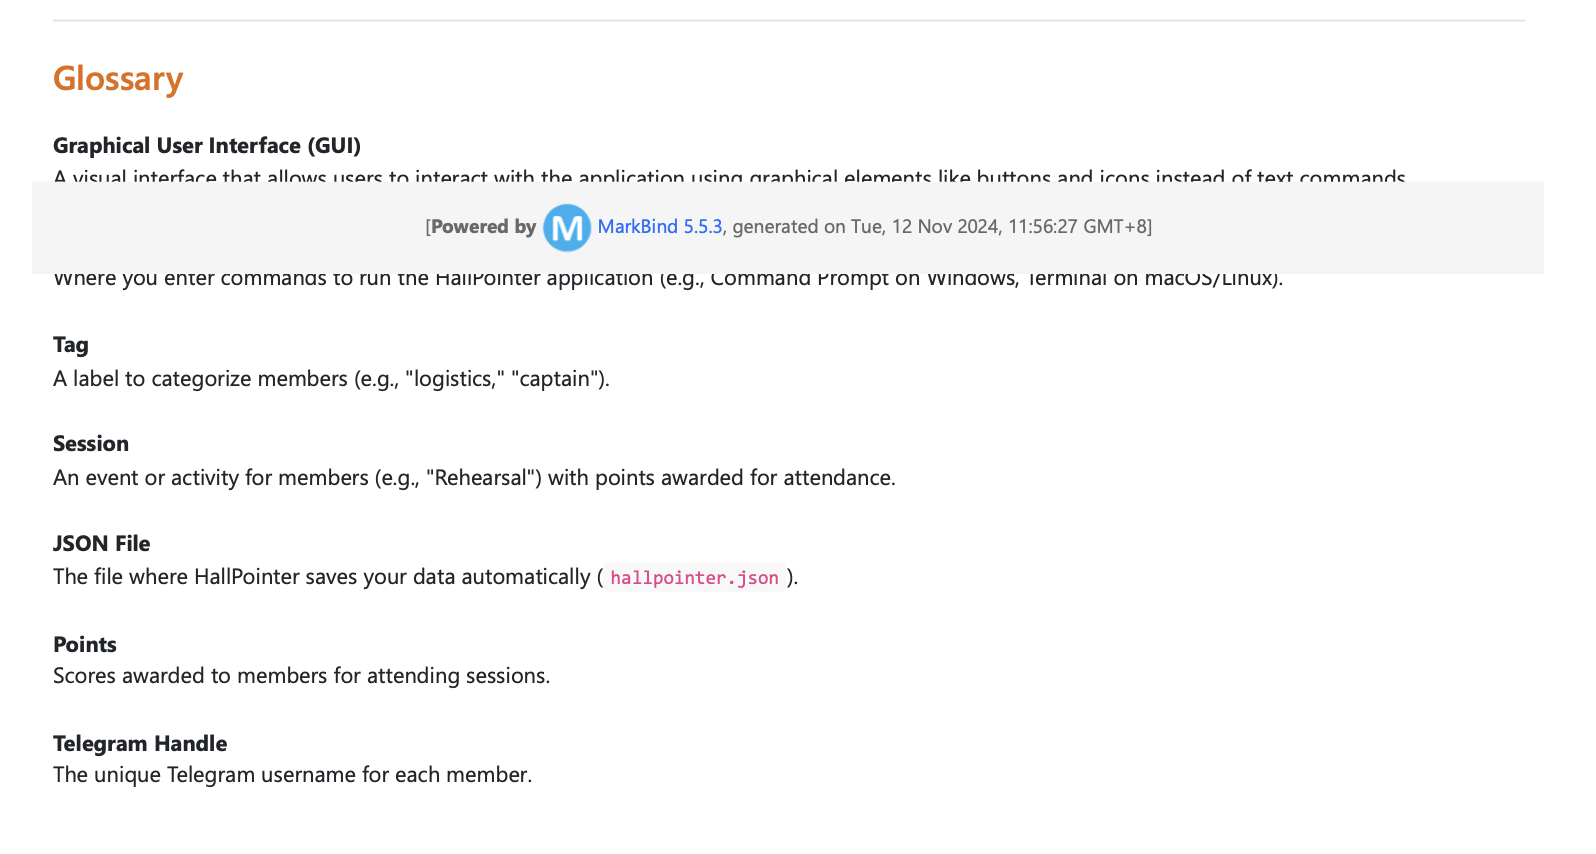 Glossary
Graphical User Interface (GUI)
A visual interface that allows users to interact with the application using graphical elements like buttons and icons instead of text commands
[Powered by M MarkBind 5.5.3, generated on Tue, 12 Nov 2024, 11:56:27 GMT+8]
Where you enter commands to run the HallPointer application (e.g., Command Prompt on Windows, Terminal on macOS/Linux).
Tag
A label to categorize members (e.g., "logistics," "captain").
Session
An event or activity for members (e.g., "Rehearsal") with points awarded for attendance.
JSON File
The file where HallPointer saves your data automatically ( hallpointer.json ).
Points
Scores awarded to members for attending sessions.
Telegram Handle
The unique Telegram username for each member.